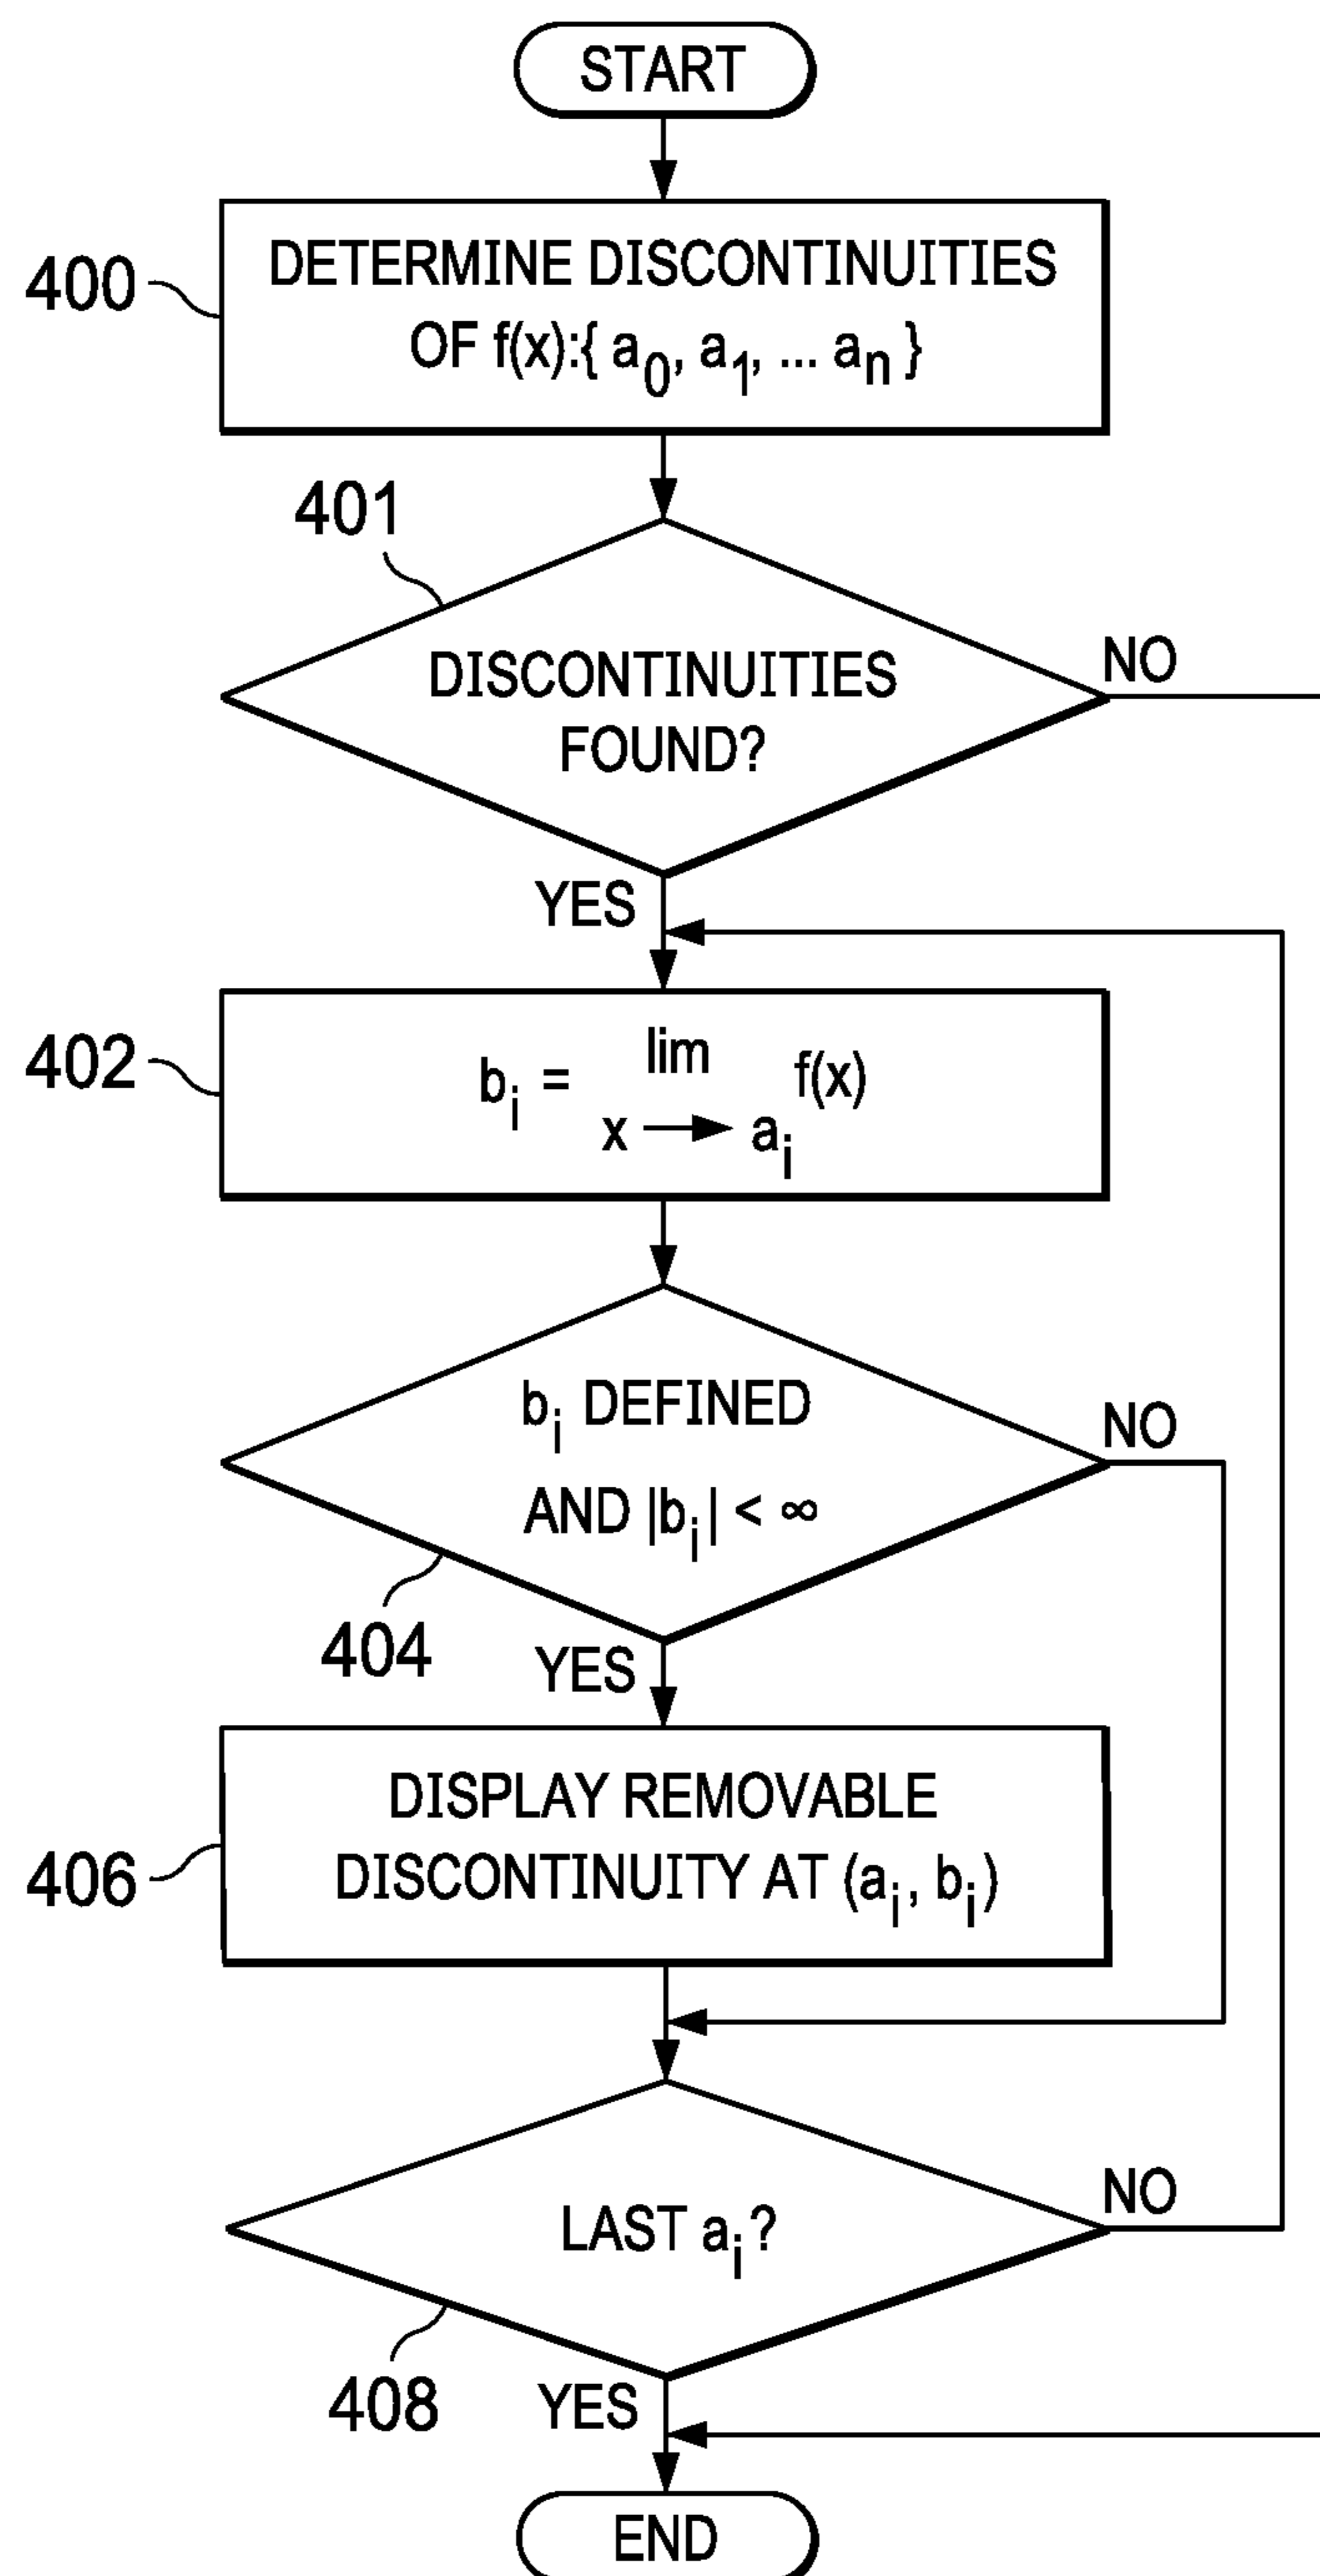 START
400
DETERMINE DISCONTINUITIES
OF f(x):{ a0, a1, ... an }
401
DISCONTINUITIES
FOUND?
NO
YES
402
bi = lim f(x)
x → ai
bi DEFINED
AND |bi| < ∞
NO
404
YES
406
DISPLAY REMOVABLE
DISCONTINUITY AT (ai, bi)
LAST ai?
NO
408
YES
END